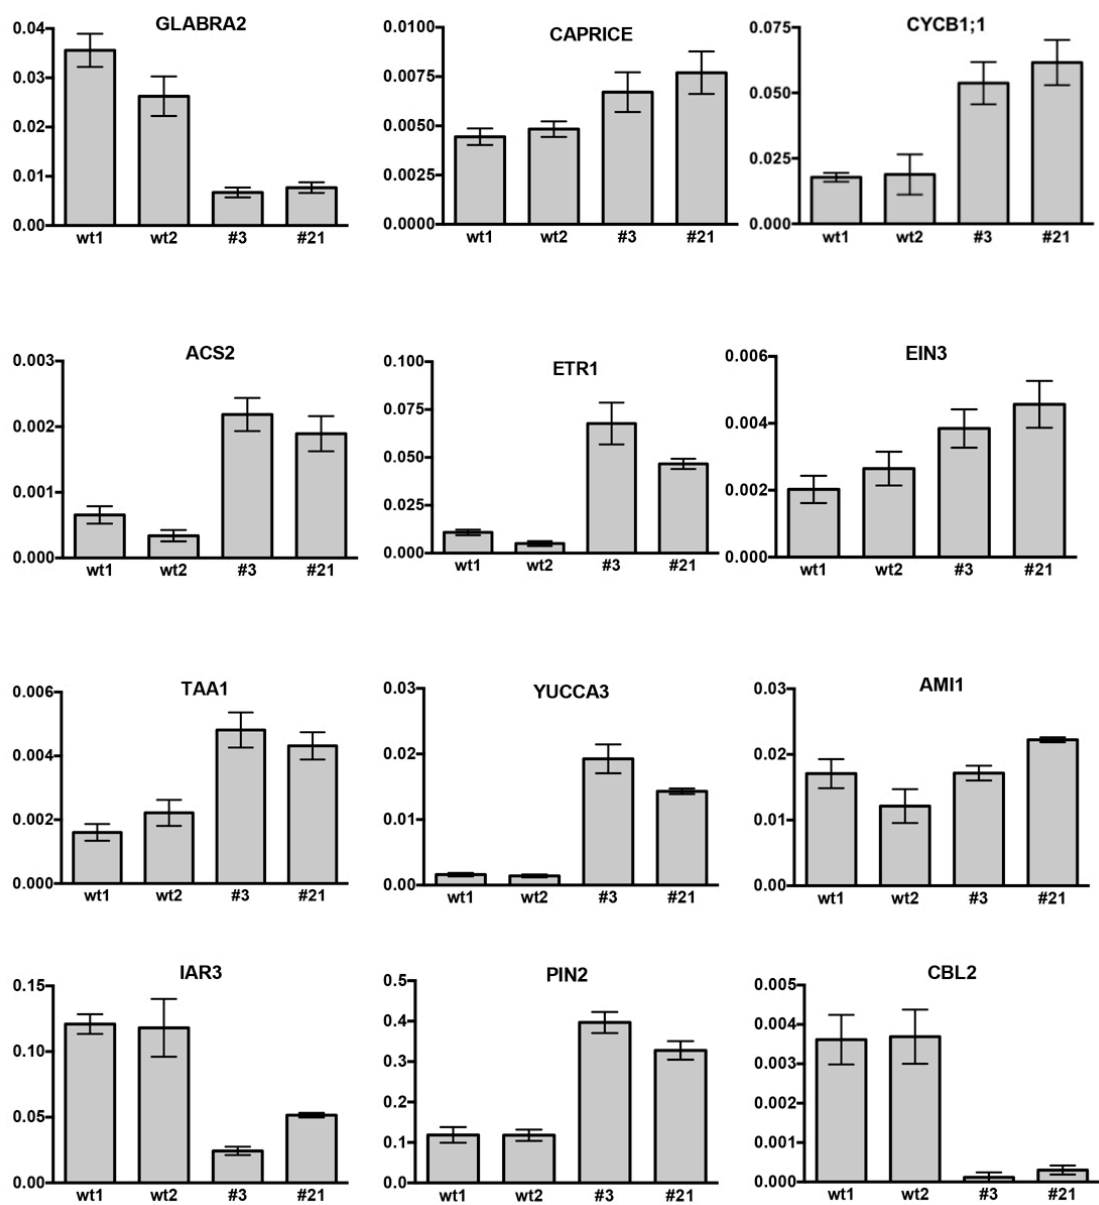 GLABRA2
0.04
0.03
0.02
0.01
0.00
wt1 wt2 #3 #21
CAPRICE
0.0100
0.0075
0.0050
0.0025
0.0000
wt1 wt2 #3 #21
CYCB1;1
0.075
0.050
0.025
0.000
wt1 wt2 #3 #21
ACS2
0.003
0.002
0.001
0.000
wt1 wt2 #3 #21
ETR1
0.100
0.075
0.050
0.025
0.000
wt1 wt2 #3 #21
EIN3
0.006
0.004
0.002
0.000
wt1 wt2 #3 #21
TAA1
0.006
0.004
0.002
0.000
wt1 wt2 #3 #21
YUCCA3
0.03
0.02
0.01
0.00
wt1 wt2 #3 #21
AMI1
0.03
0.02
0.01
0.00
wt1 wt2 #3 #21
IAR3
0.15
0.10
0.05
0.00
wt1 wt2 #3 #21
PIN2
0.5
0.4
0.3
0.2
0.1
0.0
wt1 wt2 #3 #21
CBL2
0.005
0.004
0.003
0.002
0.001
0.000
wt1 wt2 #3 #21